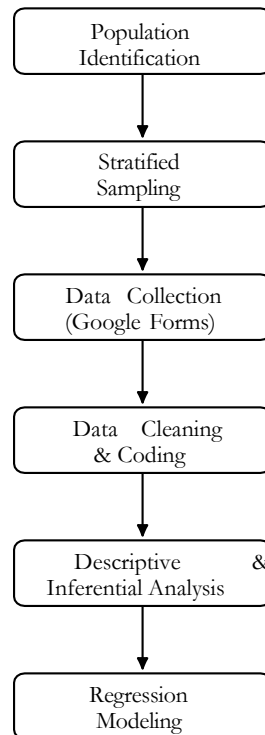 Population
Identification
Stratified
Sampling
Data Collection
(Google Forms)
Data Cleaning
& Coding
Descriptive &
Inferential Analysis
Regression
Modeling